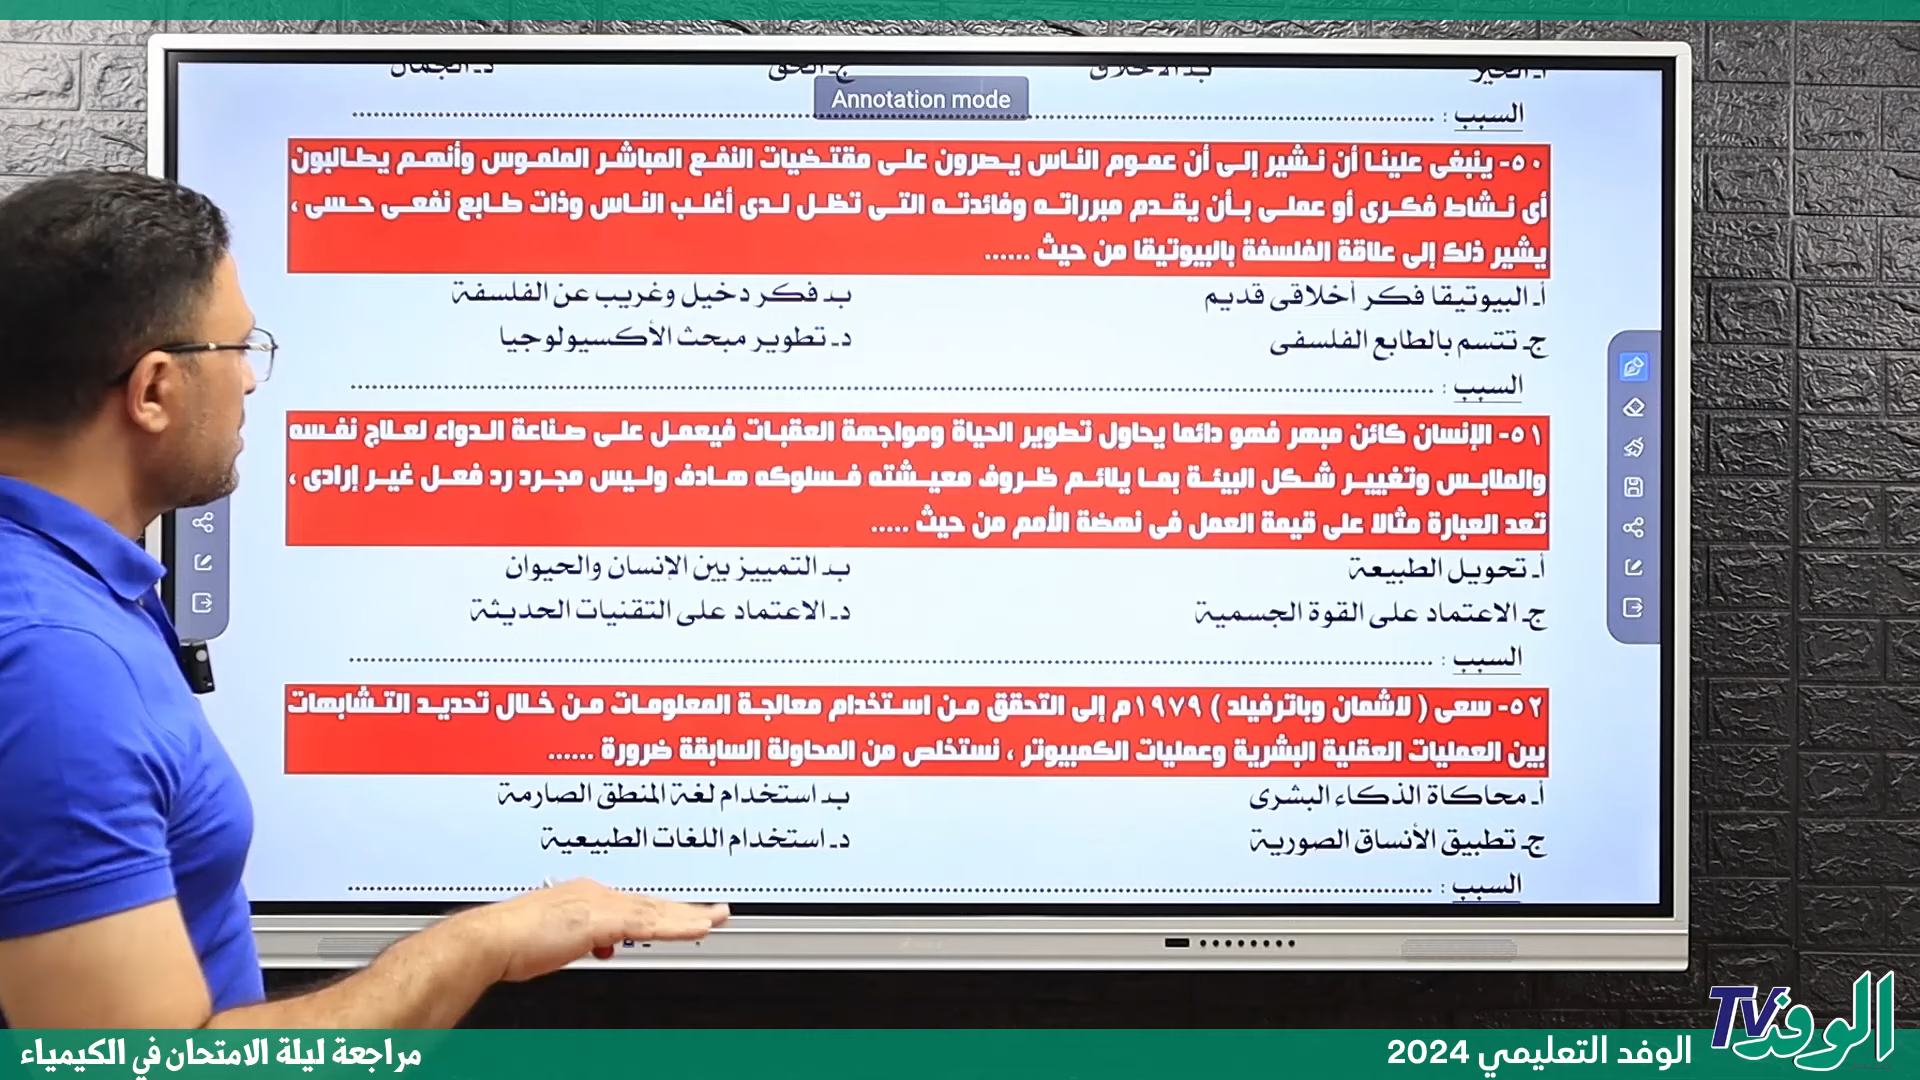 أ- الخير ب- الأخلاق ج- الحق د- الجمال
Annotation mode
السبب : ..........
٥٠- ينبغى علينا أن نشير إلى أن عموم الناس يصرون على مقتضيات النفع المباشر الملموس وأنهم يطالبون
أى نشاط فكرى أو عملى بأن يقدم مبرراته وفائدته التى تظل لدى أغلب الناس وذات طابع نفعى حسى ،
يشير ذلك إلى علاقة الفلسفة بالبيوتيقا من حيث ......
أ- البيوتيقا فكر أخلاقى قديم ب- فكر دخيل وغريب عن الفلسفة
ج- تتسم بالطابع الفلسفى د- تطوير مبحث الأكسيولوجيا
السبب : ..........
٥١- الإنسان كائن مبهر فهو دائما يحاول تطوير الحياة ومواجهة العقبات فيعمل على صناعة الدواء لعلاج نفسه
والملابس وتغيير شكل البيئة بما يلائم ظروف معيشته فسلوكه هادف وليس مجرد رد فعل غير إرادى ،
تعد العبارة مثالا على قيمة العمل فى نهضة الأمم من حيث .....
أ- تحويل الطبيعة ب- التمييز بين الإنسان والحيوان
ج- الاعتماد على القوة الجسمية د- الاعتماد على التقنيات الحديثة
السبب : ..........
٥٢- سعى ( لاشمان وباترفيلد ) ١٩٧٩م إلى التحقق من استخدام معالجة المعلومات من خلال تحديد التشابهات
بين العمليات العقلية البشرية وعمليات الكمبيوتر ، نستخلص من المحاولة السابقة ضرورة ......
أ- محاكاة الذكاء البشرى ب- استخدام لغة المنطق الصارمة
ج- تطبيق الأنساق الصورية د- استخدام اللغات الطبيعية
السبب : ..........
الوفد TV
الوفد التعليمي 2024
مراجعة ليلة الامتحان في الكيمياء